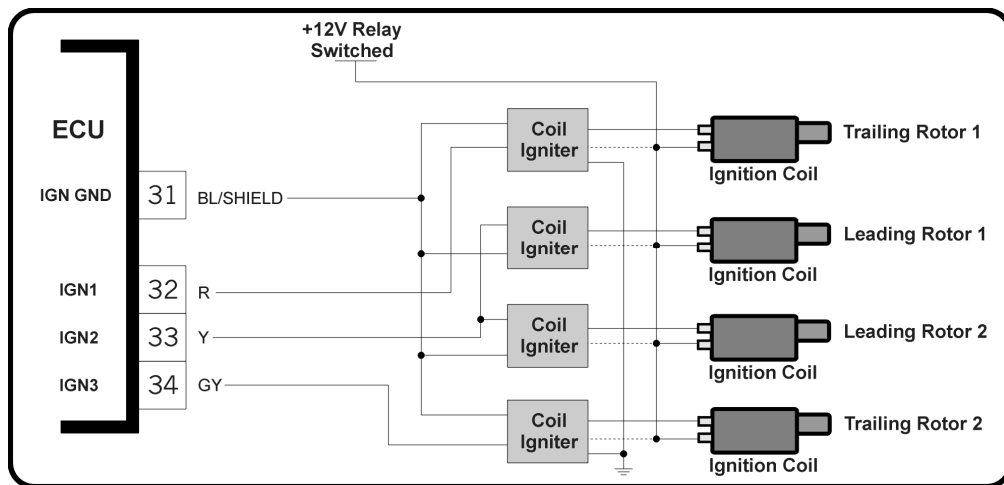 +12V Relay
Switched
ECU
IGN GND 31 BL/SHIELD
IGN1 32 R
IGN2 33 Y
IGN3 34 GY
Coil
Igniter
Trailing Rotor 1
Ignition Coil
Coil
Igniter
Leading Rotor 1
Ignition Coil
Coil
Igniter
Leading Rotor 2
Ignition Coil
Coil
Igniter
Trailing Rotor 2
Ignition Coil